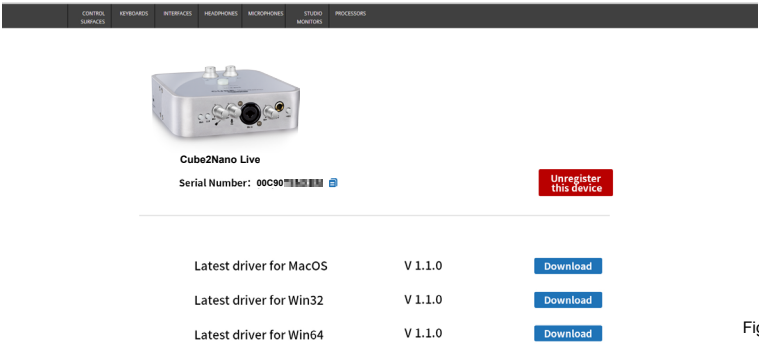 CONTROL SURFACES KEYBOARDS INTERFACES HEADPHONES MICROPHONES STUDIO MONITORS PROCESSORS
Cube2Nano Live
Serial Number: 00C90
Unregister
this device
Latest driver for MacOS V 1.1.0 Download
Latest driver for Win32 V 1.1.0 Download
Latest driver for Win64 V 1.1.0 Download